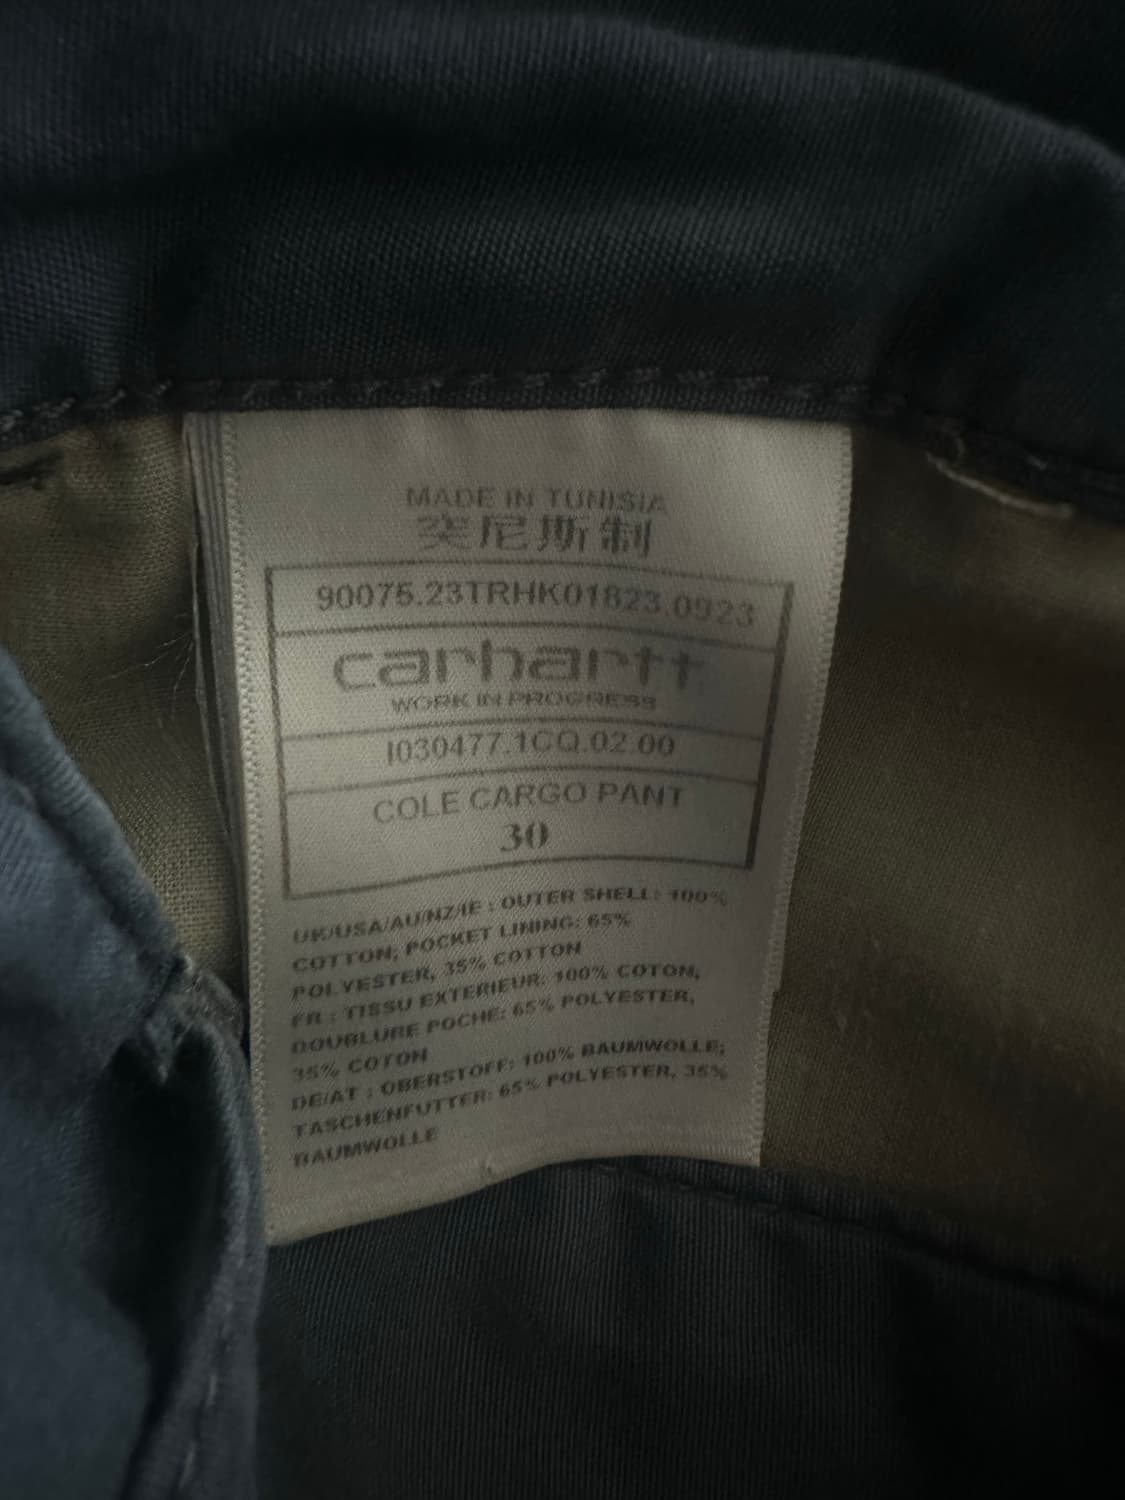 MADE IN TUNISIA
突尼斯制
90075.23TRHK01823.0923
carhartt
WORK IN PROGRESS
I030477.1CQ.02.00
COLE CARGO PANT
30
UK/USA/AU/NZ/IE : OUTER SHELL: 100%
COTTON; POCKET LINING: 65%
POLYESTER, 35% COTTON
FR : TISSU EXTERIEUR: 100% COTON,
DOUBLURE POCHE: 65% POLYESTER,
35% COTON
DE/AT : OBERSTOFF: 100% BAUMWOLLE;
TASCHENFUTTER: 65% POLYESTER, 35%
BAUMWOLLE